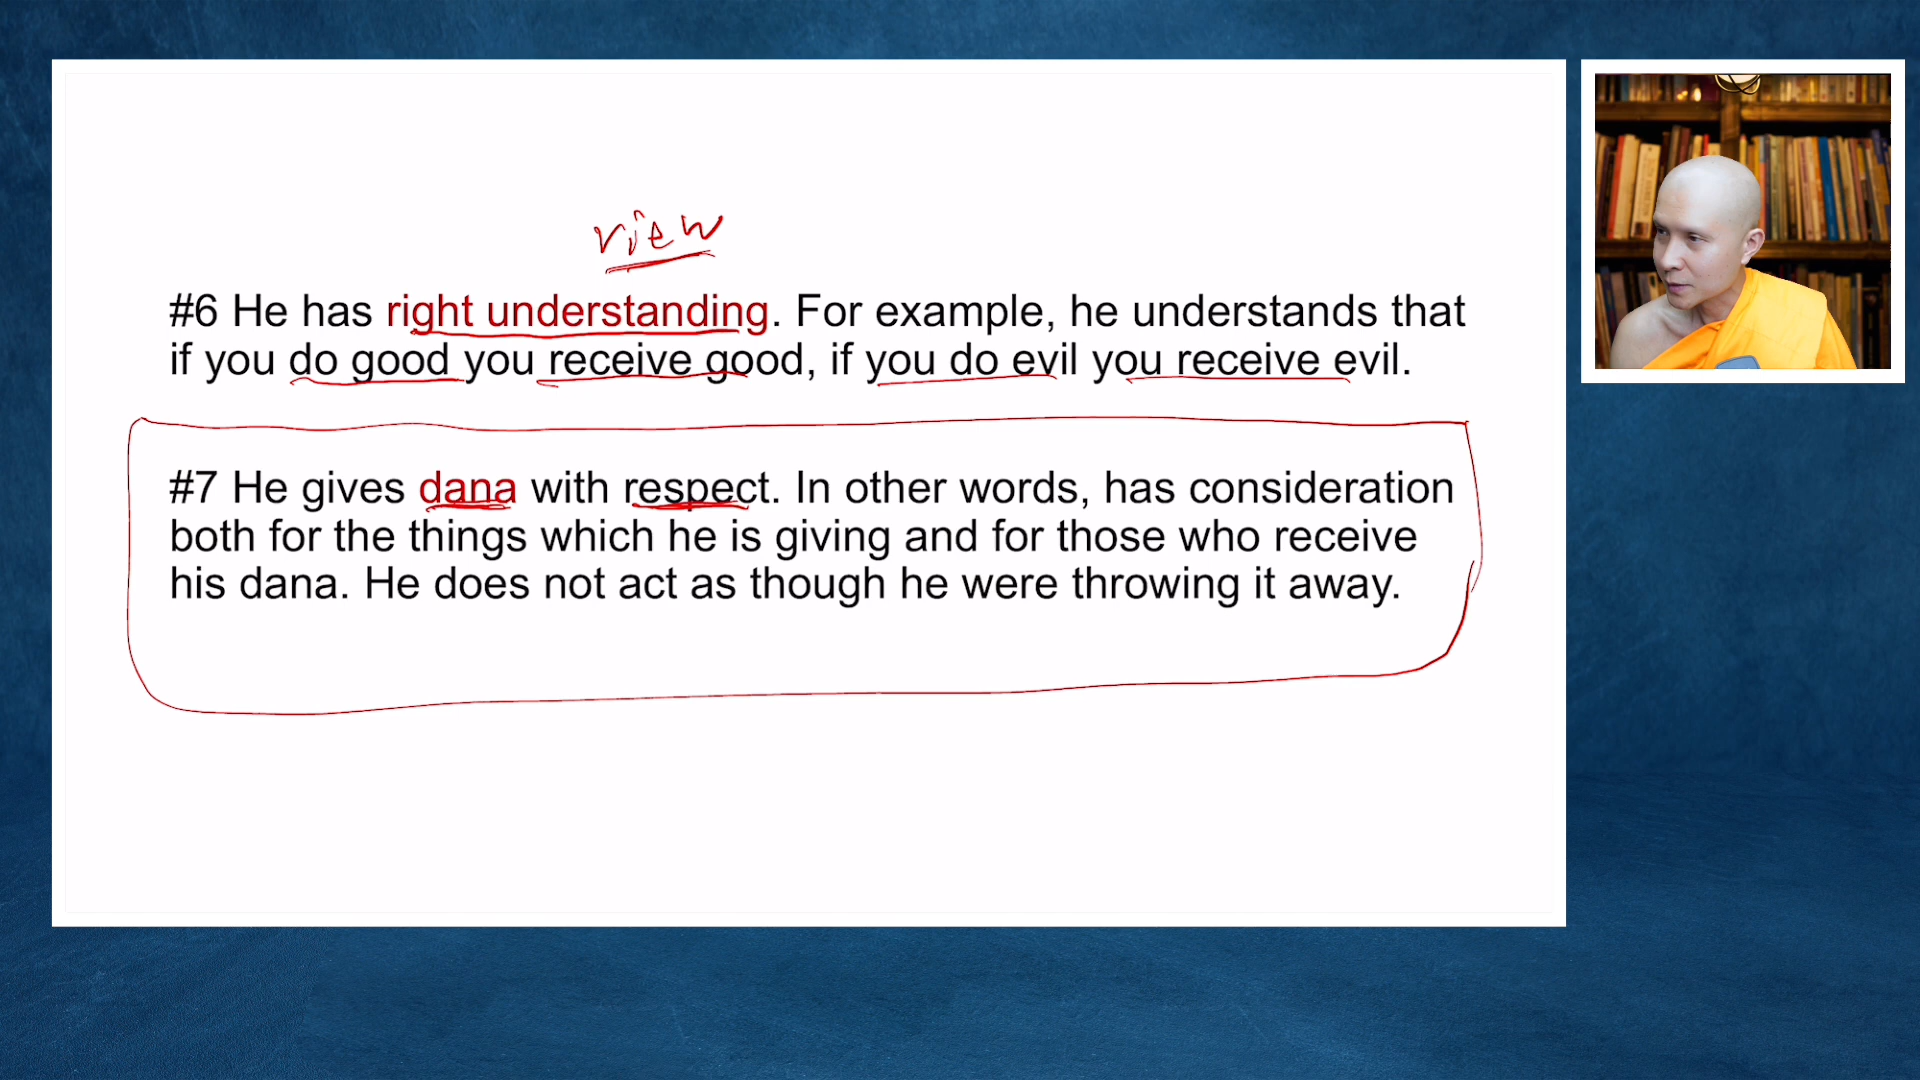 view
#6 He has right understanding. For example, he understands that
if you do good you receive good, if you do evil you receive evil.
#7 He gives dana with respect. In other words, has consideration
both for the things which he is giving and for those who receive
his dana. He does not act as though he were throwing it away.